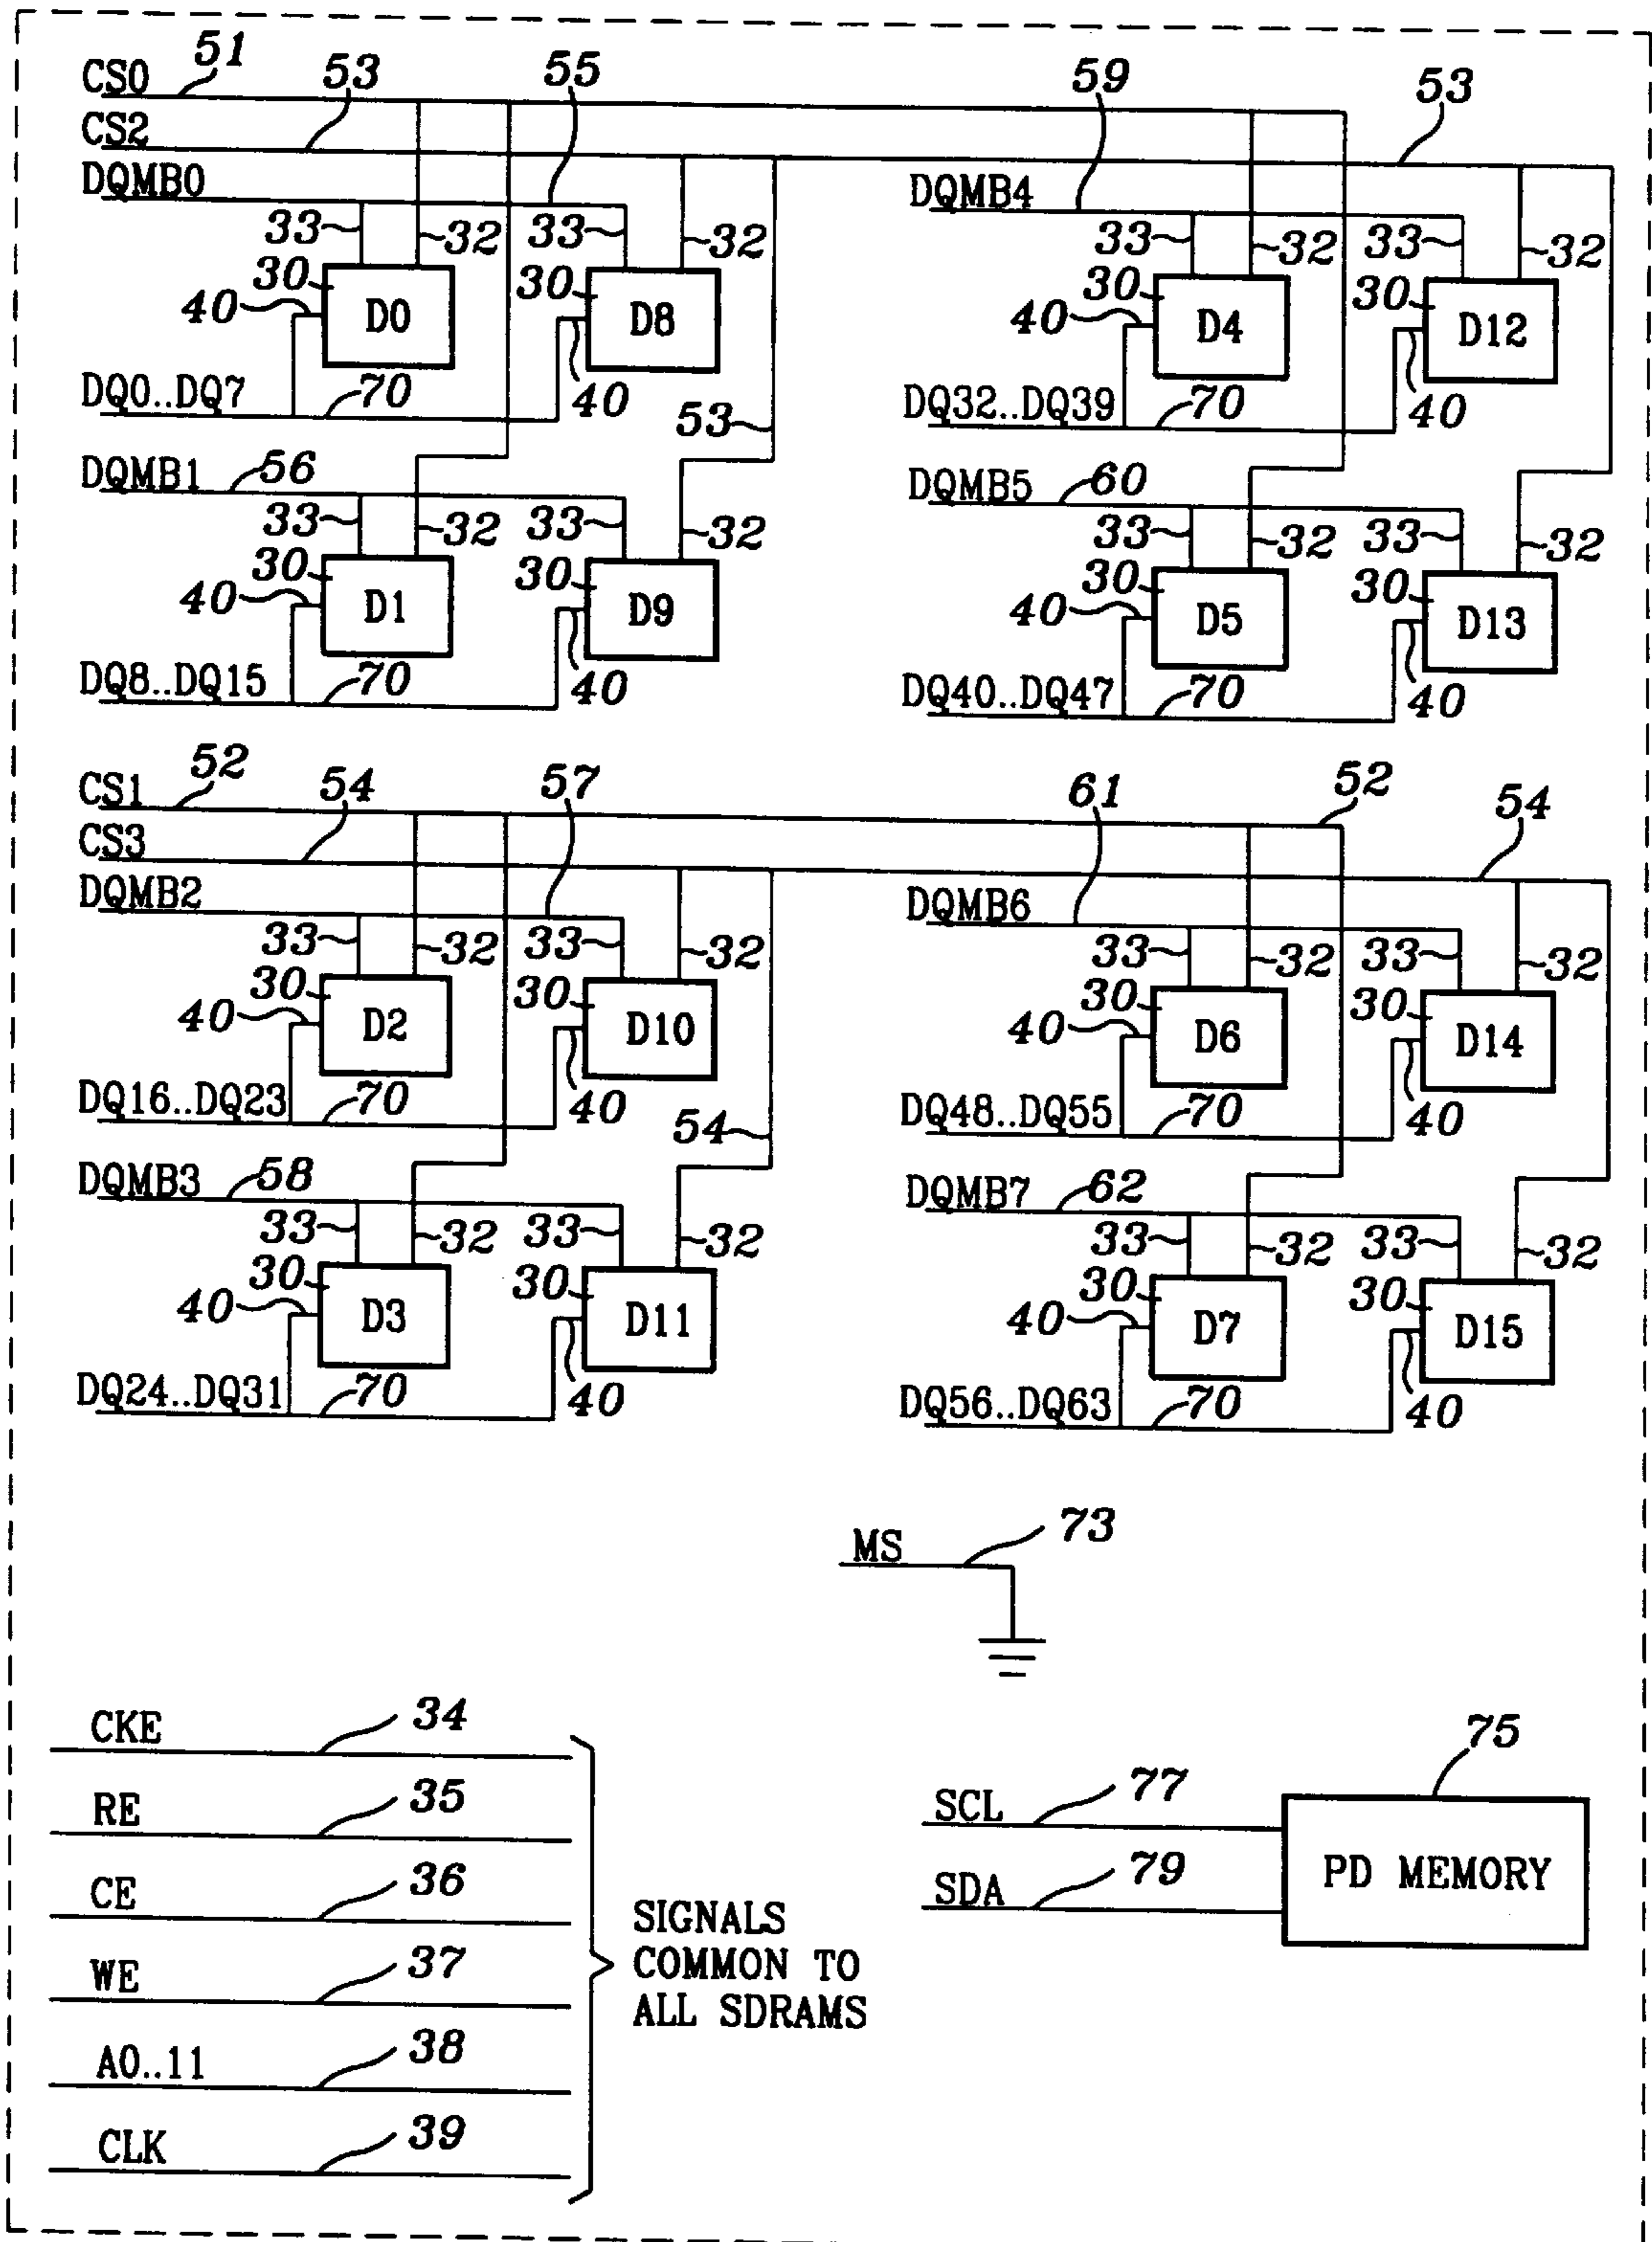 CS0 51 53 55 59 53
CS2
DQMB0 DQMB4
33 32 33 32 33 32 33 32
30 D0 30 D8 30 D4 30 D12
40 40 40 40
DQ0..DQ7 70 DQ32..DQ39 70
53
DQMB1 56 DQMB5 60
33 32 33 32 33 32 33 32
30 D1 30 D9 30 D5 30 D13
40 40 40 40
DQ8..DQ15 70 DQ40..DQ47 70
CS1 52 54 57 61 52 54
CS3
DQMB2 DQMB6
33 32 33 32 33 32 33 32
30 D2 30 D10 30 D6 30 D14
40 40 40 40
DQ16..DQ23 70 DQ48..DQ55 70
54
DQMB3 58 DQMB7 62
33 32 33 32 33 32 33 32
30 D3 30 D11 30 D7 30 D15
40 40 40 40
DQ24..DQ31 70 DQ56..DQ63 70
MS 73
CKE 34
RE 35
CE 36
WE 37
A0..11 38
CLK 39
SIGNALS
COMMON TO
ALL SDRAMS
SCL 77
SDA 79
75
PD MEMORY